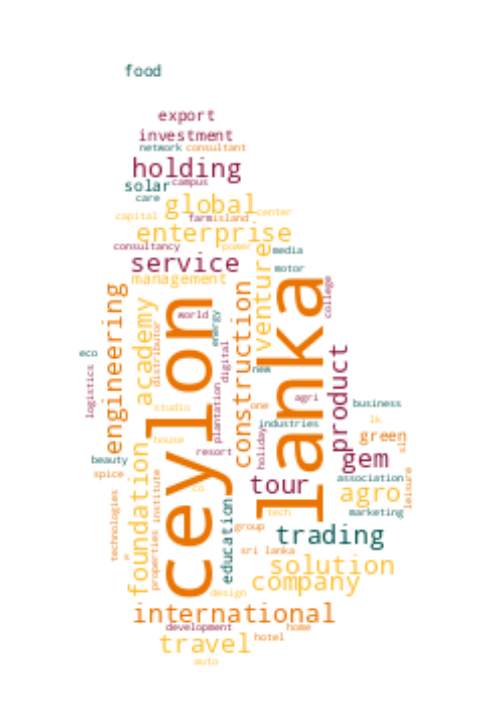 food
export
investment
network consultant
holding
solar campus
care
global
capital farm island center
enterprise
consultancy power media
service
motor
management
venture
college
engineering
academy
ceylon
distributor
world
energy
digital
construction
lanka
eco
logistics
new
plantation
agri
product
studio
one
business
industries
lk
house
holiday
green
resort
beauty
gem
spice
association
leisure
foundation
institute
co
tour
agro
technologies
properties
education
tech
marketing
group
trading
sri lanka
solution
company
design
international
development home
travel hotel
auto